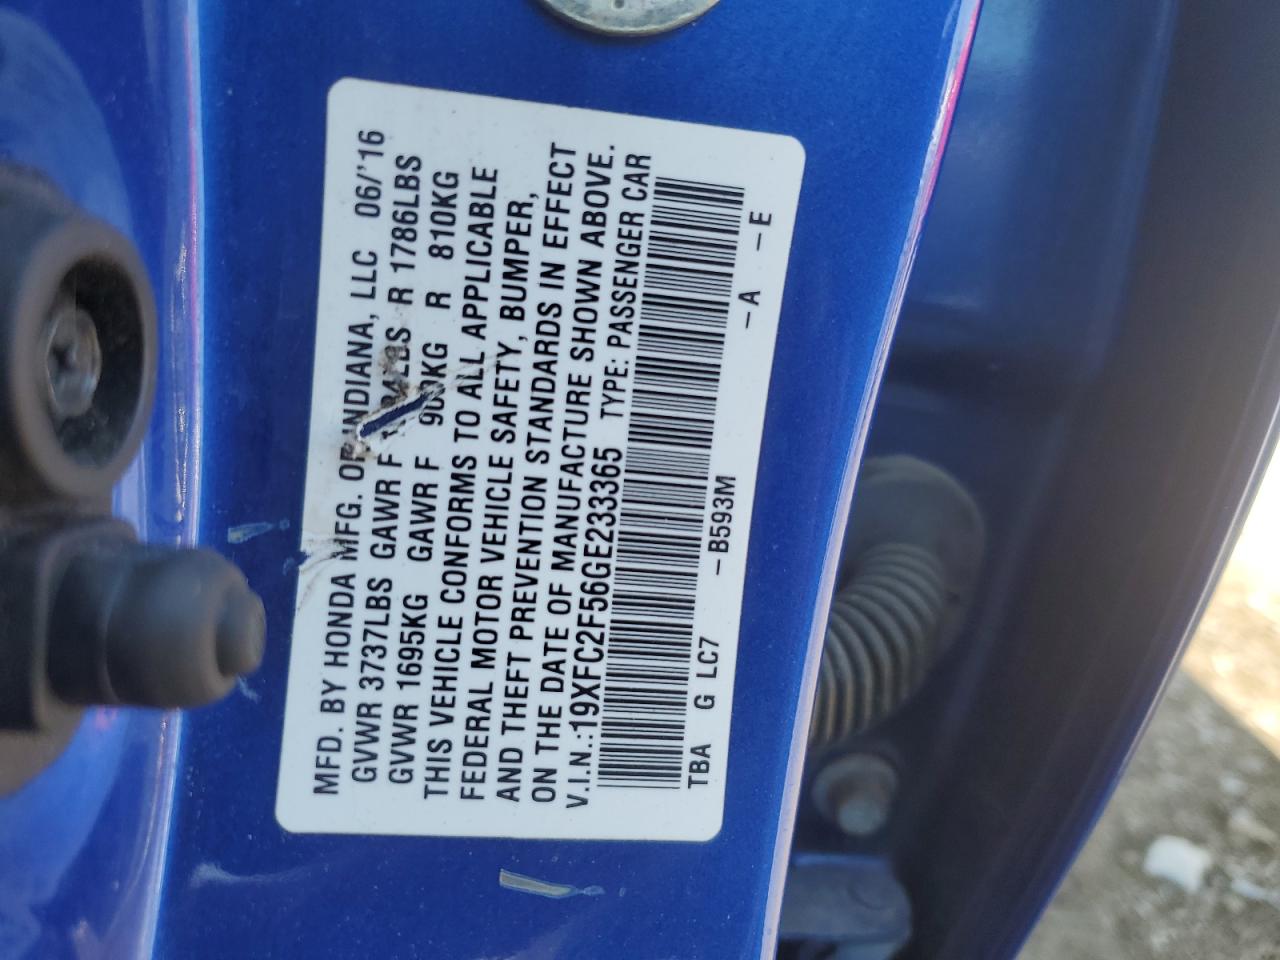 MFD. BY HONDA MFG. OF INDIANA, LLC 06/'16
GVWR 3737LBS GAWR F LBS R 1786LBS
GVWR 1695KG GAWR F 900KG R 810KG
THIS VEHICLE CONFORMS TO ALL APPLICABLE
FEDERAL MOTOR VEHICLE SAFETY, BUMPER,
AND THEFT PREVENTION STANDARDS IN EFFECT
ON THE DATE OF MANUFACTURE SHOWN ABOVE.
V.I.N.:19XFC2F56GE233365 TYPE: PASSENGER CAR
TBA G LC7 -B593M -A -E